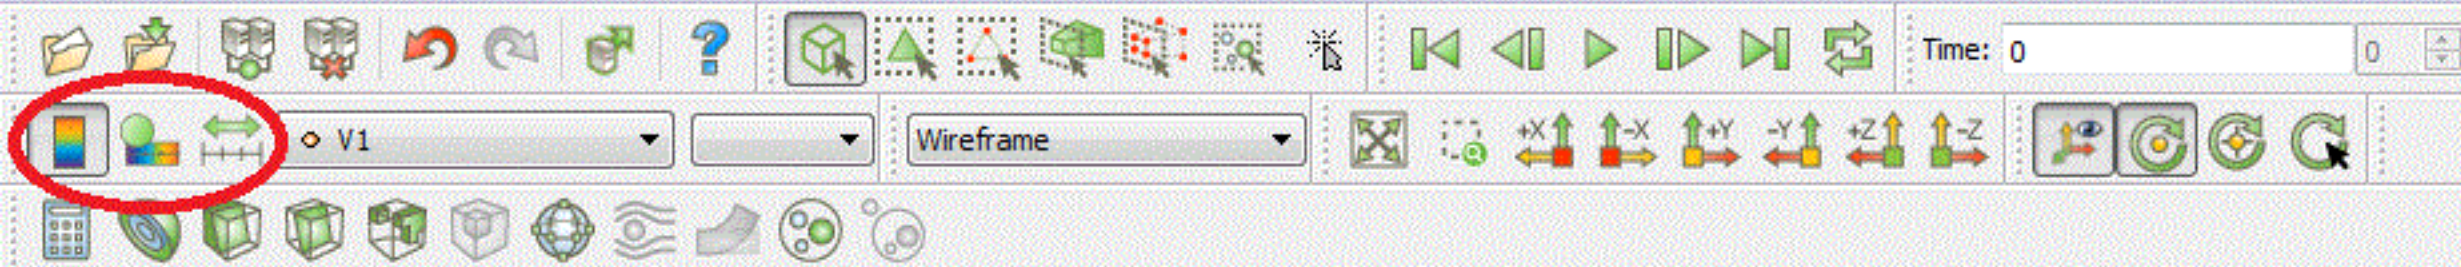 Time: 0 0
V1 Wireframe +X -X +Y -Y +Z -Z